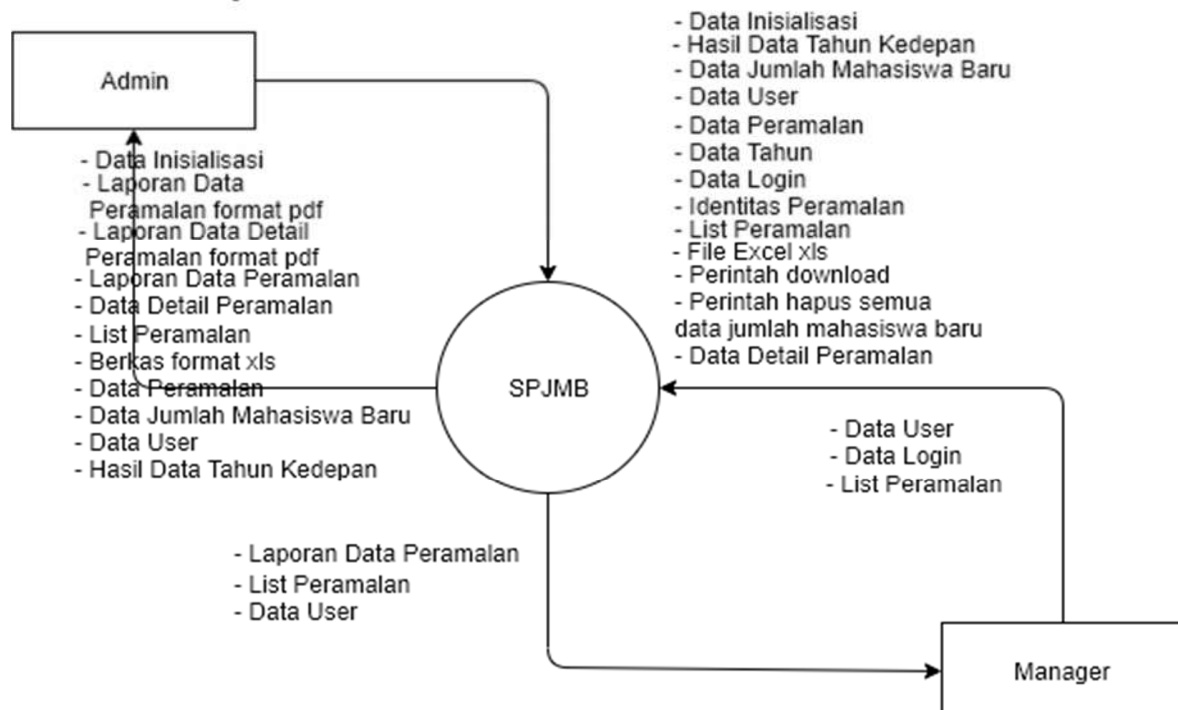 Admin
- Data Inisialisasi
- Laporan Data
Peramalan format pdf
- Laporan Data Detail
Peramalan format pdf
- Laporan Data Peramalan
- Data Detail Peramalan
- List Peramalan
- Berkas format xls
- Data Peramalan
- Data Jumlah Mahasiswa Baru
- Data User
- Hasil Data Tahun Kedepan
- Data Inisialisasi
- Hasil Data Tahun Kedepan
- Data Jumlah Mahasiswa Baru
- Data User
- Data Peramalan
- Data Tahun
- Data Login
- Identitas Peramalan
- List Peramalan
- File Excel xls
- Perintah download
- Perintah hapus semua
data jumlah mahasiswa baru
- Data Detail Peramalan
SPJMB
- Data User
- Data Login
- List Peramalan
- Laporan Data Peramalan
- List Peramalan
- Data User
Manager